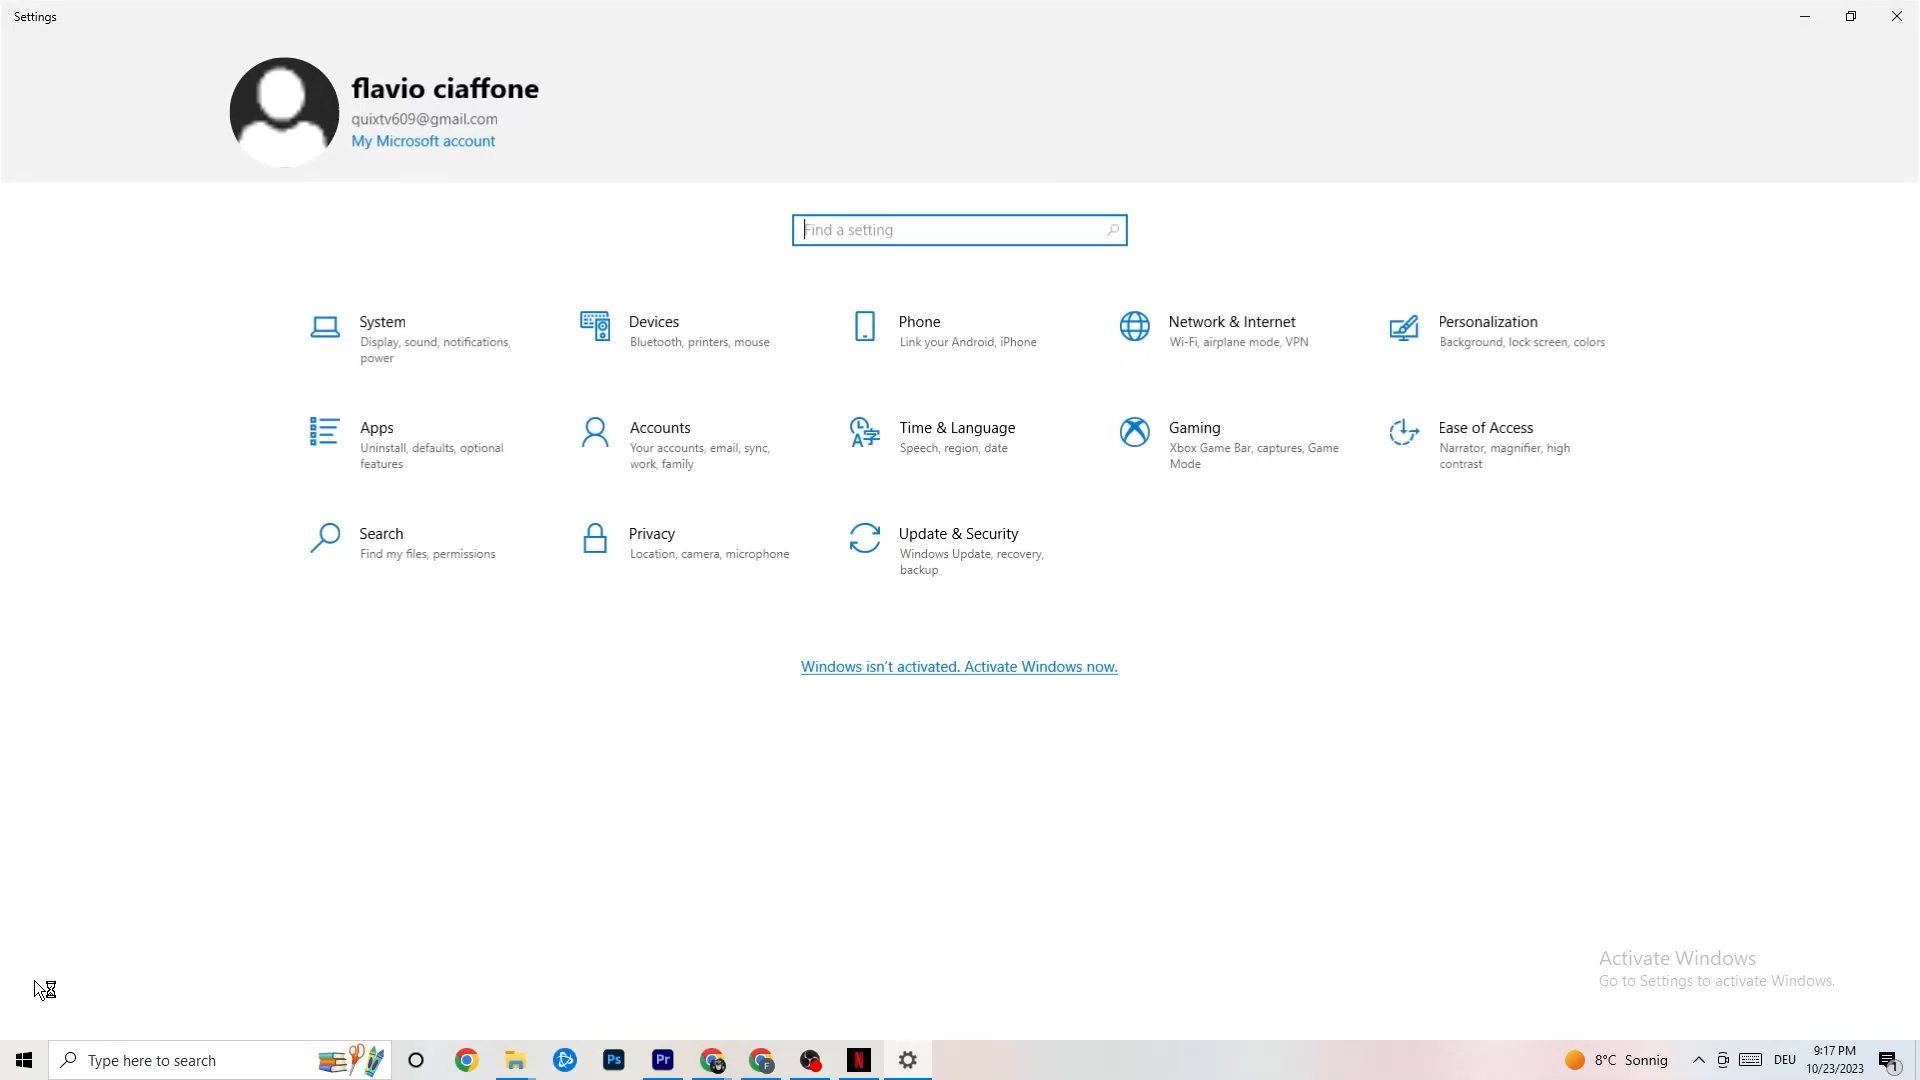 Settings
flavio ciaffone
quixtv609@gmail.com
My Microsoft account
Find a setting
System
Display, sound, notifications,
power
Devices
Bluetooth, printers, mouse
Phone
Link your Android, iPhone
Network & Internet
Wi-Fi, airplane mode, VPN
Personalization
Background, lock screen, colors
Apps
Uninstall, defaults, optional
features
Accounts
Your accounts, email, sync,
work, family
Time & Language
Speech, region, date
Gaming
Xbox Game Bar, captures, Game
Mode
Ease of Access
Narrator, magnifier, high
contrast
Search
Find my files, permissions
Privacy
Location, camera, microphone
Update & Security
Windows Update, recovery,
backup
Windows isn't activated. Activate Windows now.
Activate Windows
Go to Settings to activate Windows.
Type here to search
Ps
Pr
F
N
8°C Sonnig
DEU
9:17 PM
10/23/2023
1